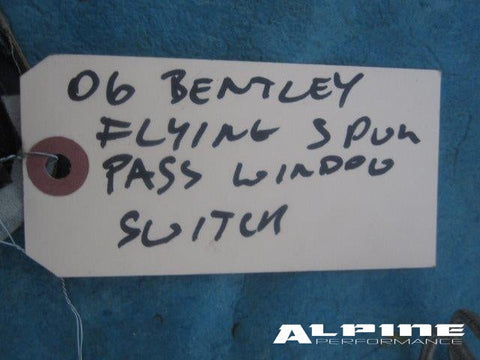 06 BENTLEY
FLYING SPUR
PASS WINDOW
SWITCH
ALPINE
PERFORMANCE